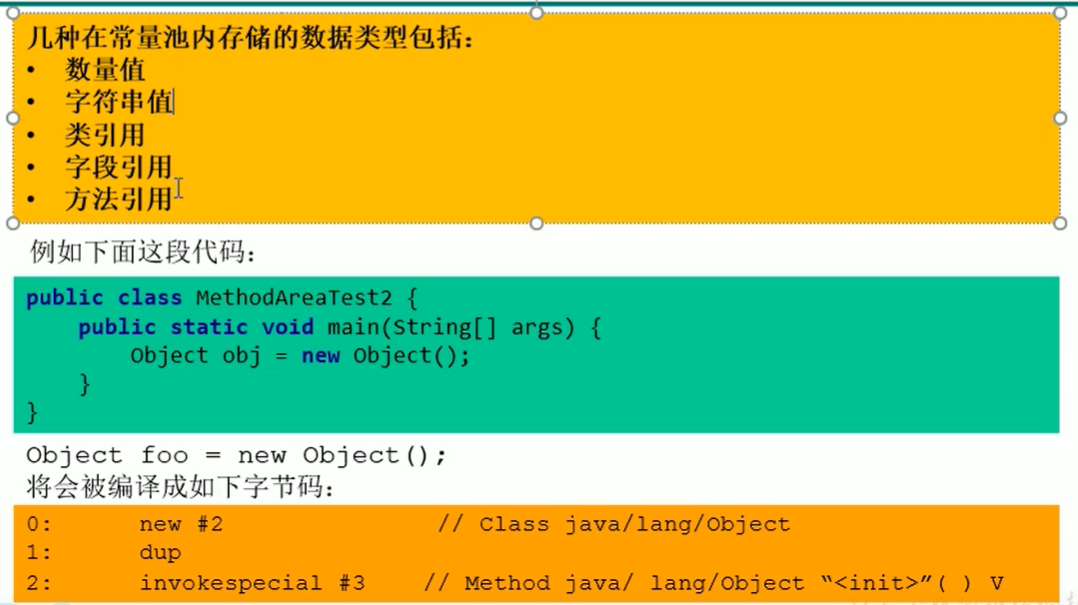 几种在常量池内存储的数据类型包括：
• 数量值
• 字符串值
• 类引用
• 字段引用
• 方法引用
例如下面这段代码：
public class MethodAreaTest2 {
    public static void main(String[] args) {
        Object obj = new Object();
    }
}
Object foo = new Object();
将会被编译成如下字节码：
0: new #2 // Class java/lang/Object
1: dup
2: invokespecial #3 // Method java/ lang/Object “<init>”( ) V